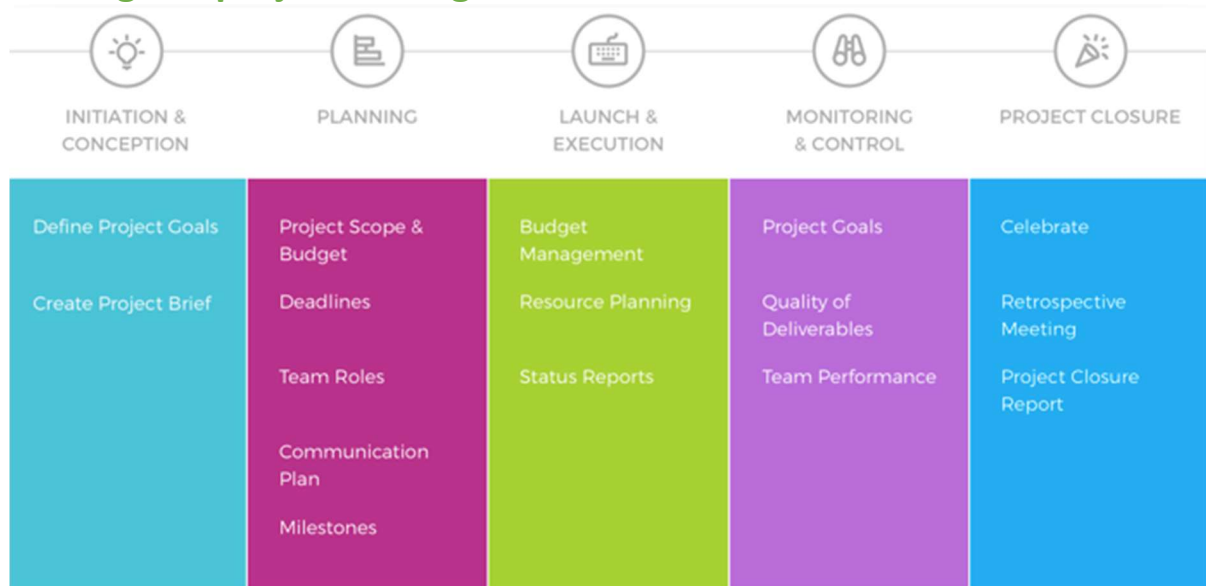 INITIATION &
CONCEPTION
PLANNING
LAUNCH &
EXECUTION
MONITORING
& CONTROL
PROJECT CLOSURE
Define Project Goals
Create Project Brief
Project Scope &
Budget
Deadlines
Team Roles
Communication
Plan
Milestones
Budget
Management
Resource Planning
Status Reports
Project Goals
Quality of
Deliverables
Team Performance
Celebrate
Retrospective
Meeting
Project Closure
Report